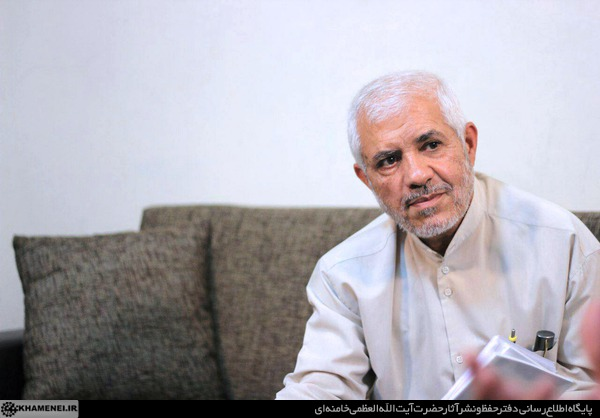 KHAMENEI.IR
پایگاه اطلاع رسانی دفتر حفظ و نشر آثار حضرت آیت الله العظمی خامنه‌ای